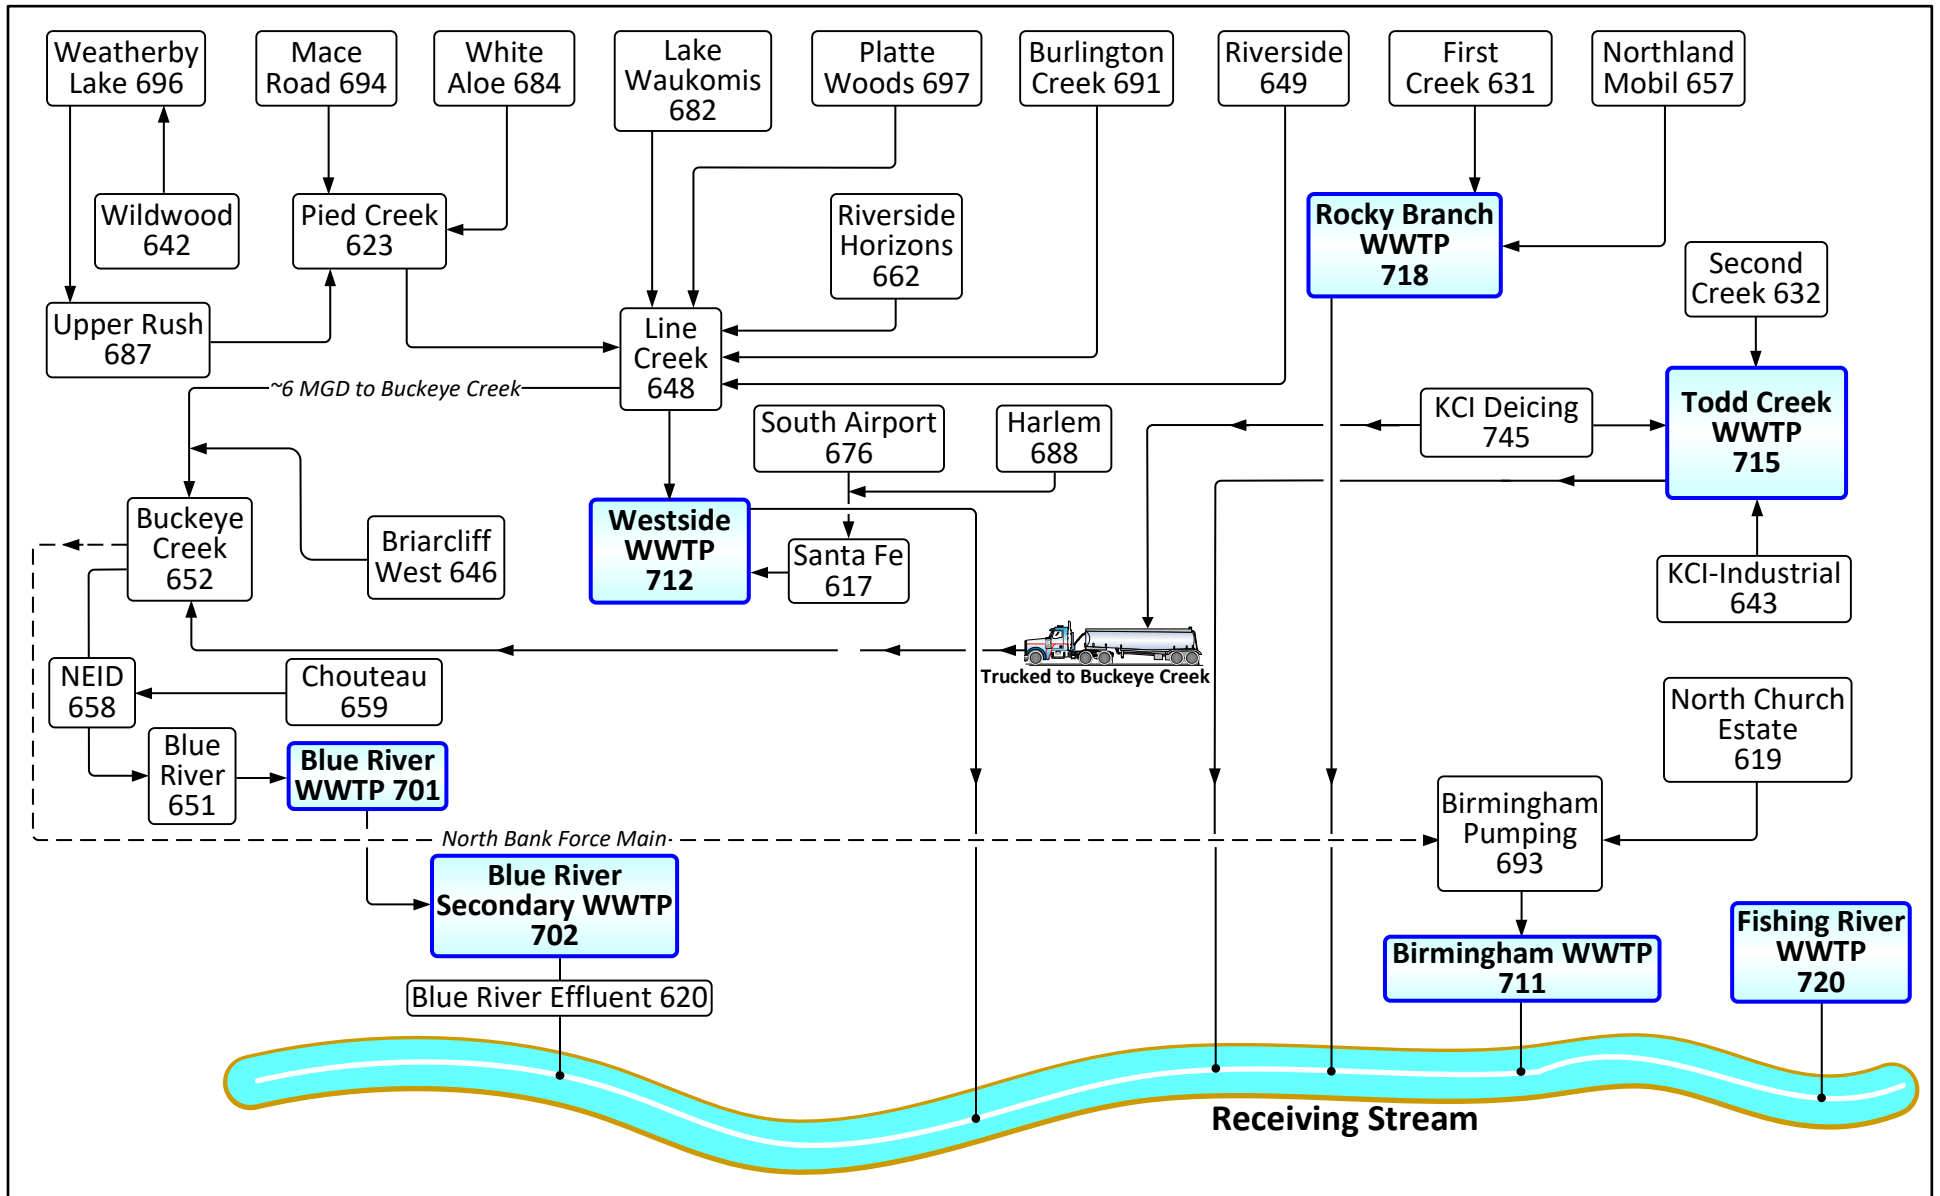 Weatherby
Lake 696
Mace
Road 694
White
Aloe 684
Lake
Waukomis
682
Platte
Woods 697
Burlington
Creek 691
Riverside
649
First
Creek 631
Northland
Mobil 657
Wildwood
642
Pied Creek
623
Riverside
Horizons
662
Rocky Branch
WWTP
718
Second
Creek 632
Upper Rush
687
Line
Creek
648
~6 MGD to Buckeye Creek
South Airport
676
Harlem
688
KCI Deicing
745
Todd Creek
WWTP
715
Buckeye
Creek
652
Briarcliff
West 646
Westside
WWTP
712
Santa Fe
617
KCI-Industrial
643
Trucked to Buckeye Creek
NEID
658
Chouteau
659
North Church
Estate
619
Blue
River
651
Blue River
WWTP 701
Birmingham
Pumping
693
North Bank Force Main
Blue River
Secondary WWTP
702
Birmingham WWTP
711
Fishing River
WWTP
720
Blue River Effluent 620
Receiving Stream